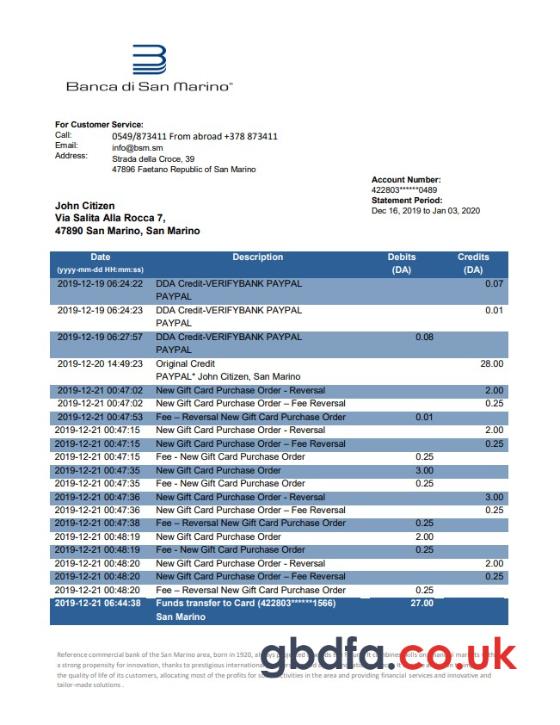 Banca di San Marino
For Customer Service:
Call: 0549/873411 From abroad +378 873411
Email: info@bsm.sm
Address: Strada della Croce, 39
47896 Faetano Republic of San Marino
Account Number:
422803******0489
Statement Period:
Dec 16, 2019 to Jan 03, 2020
John Citizen
Via Salita Alla Rocca 7,
47890 San Marino, San Marino
Date Description Debits Credits
(yyyy-mm-dd HH:mm:ss) (DA) (DA)
2019-12-19 06:24:22 DDA Credit-VERIFYBANK PAYPAL 0.07
PAYPAL
2019-12-19 06:24:23 DDA Credit-VERIFYBANK PAYPAL 0.01
PAYPAL
2019-12-19 06:27:57 DDA Credit-VERIFYBANK PAYPAL 0.08
PAYPAL
2019-12-20 14:49:23 Original Credit 28.00
PAYPAL* John Citizen, San Marino
2019-12-21 00:47:02 New Gift Card Purchase Order - Reversal 2.00
2019-12-21 00:47:02 New Gift Card Purchase Order – Fee Reversal 0.25
2019-12-21 00:47:53 Fee – Reversal New Gift Card Purchase Order 0.01
2019-12-21 00:47:15 New Gift Card Purchase Order - Reversal 2.00
2019-12-21 00:47:15 New Gift Card Purchase Order – Fee Reversal 0.25
2019-12-21 00:47:15 Fee - New Gift Card Purchase Order 0.25
2019-12-21 00:47:35 New Gift Card Purchase Order 3.00
2019-12-21 00:47:35 Fee - New Gift Card Purchase Order 0.25
2019-12-21 00:47:36 New Gift Card Purchase Order - Reversal 3.00
2019-12-21 00:47:36 New Gift Card Purchase Order – Fee Reversal 0.25
2019-12-21 00:47:38 Fee – Reversal New Gift Card Purchase Order 0.25
2019-12-21 00:48:19 New Gift Card Purchase Order 2.00
2019-12-21 00:48:19 Fee - New Gift Card Purchase Order 0.25
2019-12-21 00:48:20 New Gift Card Purchase Order - Reversal 2.00
2019-12-21 00:48:20 New Gift Card Purchase Order – Fee Reversal 0.25
2019-12-21 00:48:20 Fee – Reversal New Gift Card Purchase Order 0.25
2019-12-21 06:44:38 Funds transfer to Card (422803******1566) 27.00
San Marino
gbdfa.co.uk
Reference commercial bank of the San Marino area, born in 1920,
a strong propensity for innovation, thanks to prestigious
the quality of life of its customers, allocating most of the profits for activities in the area and providing financial services and innovative and
tailor-made solutions .